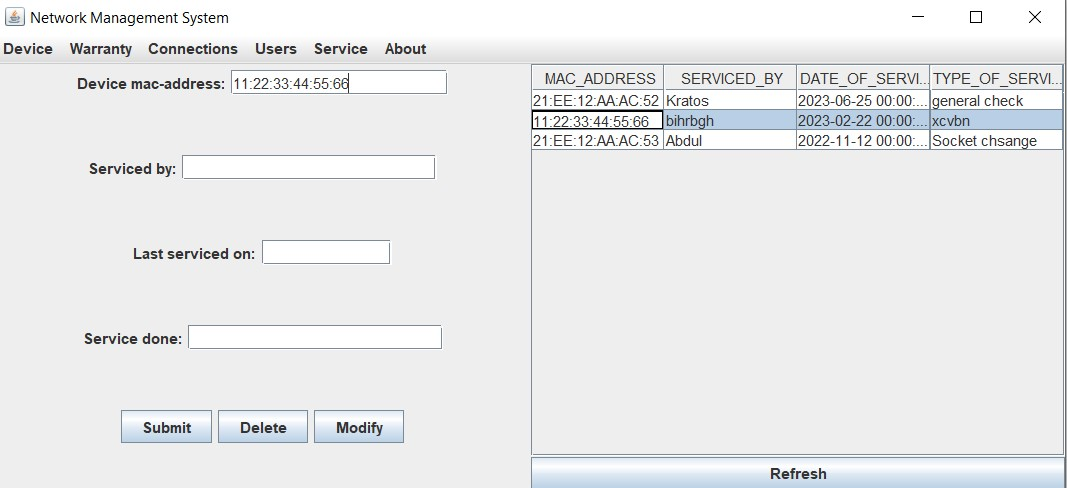 Network Management System
Device Warranty Connections Users Service About
Device mac-address: 11:22:33:44:55:66
Serviced by:
Last serviced on:
Service done:
Submit Delete Modify
MAC_ADDRESS SERVICED_BY DATE_OF_SERVI... TYPE_OF_SERVI...
21:EE:12:AA:AC:52 Kratos 2023-06-25 00:00:... general check
11:22:33:44:55:66 bihrbgh 2023-02-22 00:00:... xcvbn
21:EE:12:AA:AC:53 Abdul 2022-11-12 00:00:... Socket chsange
Refresh